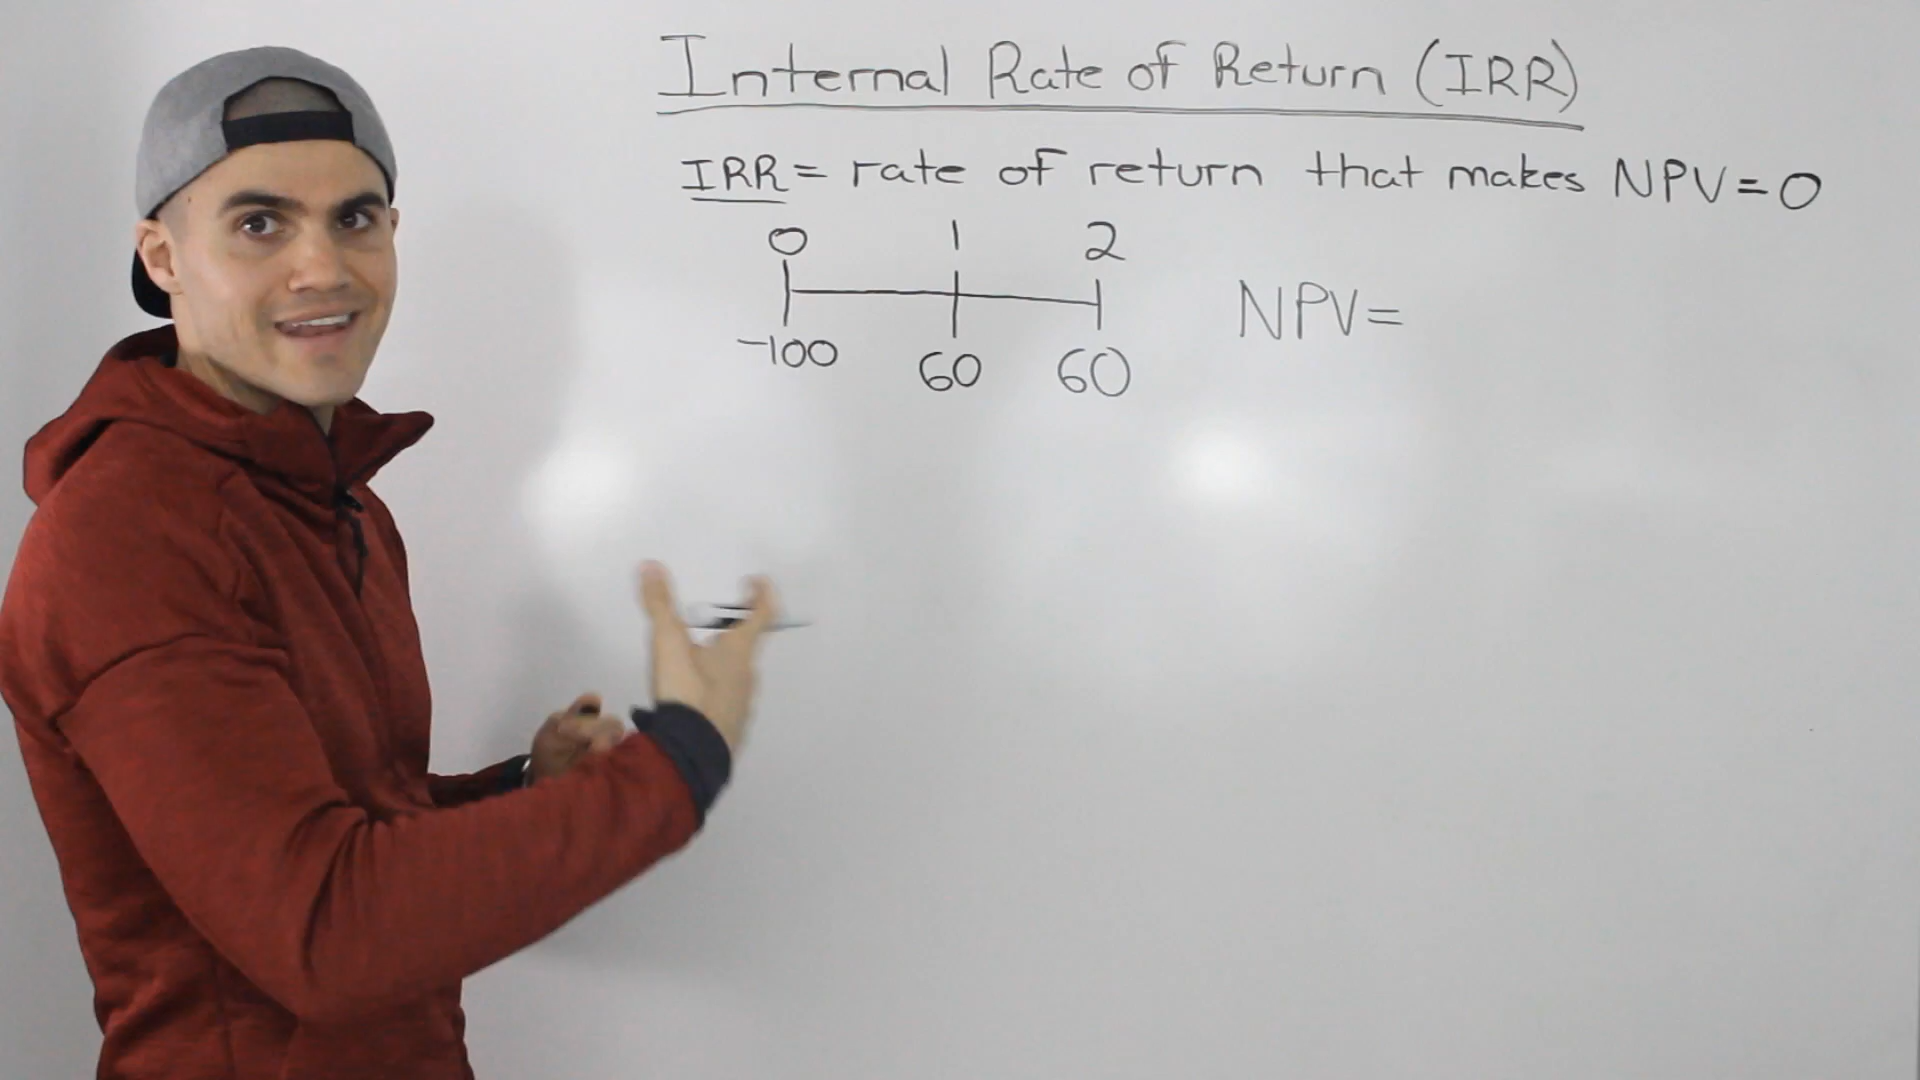 Internal Rate of Return (IRR)
IRR = rate of return that makes NPV = 0
0 1 2
-100 60 60
NPV =